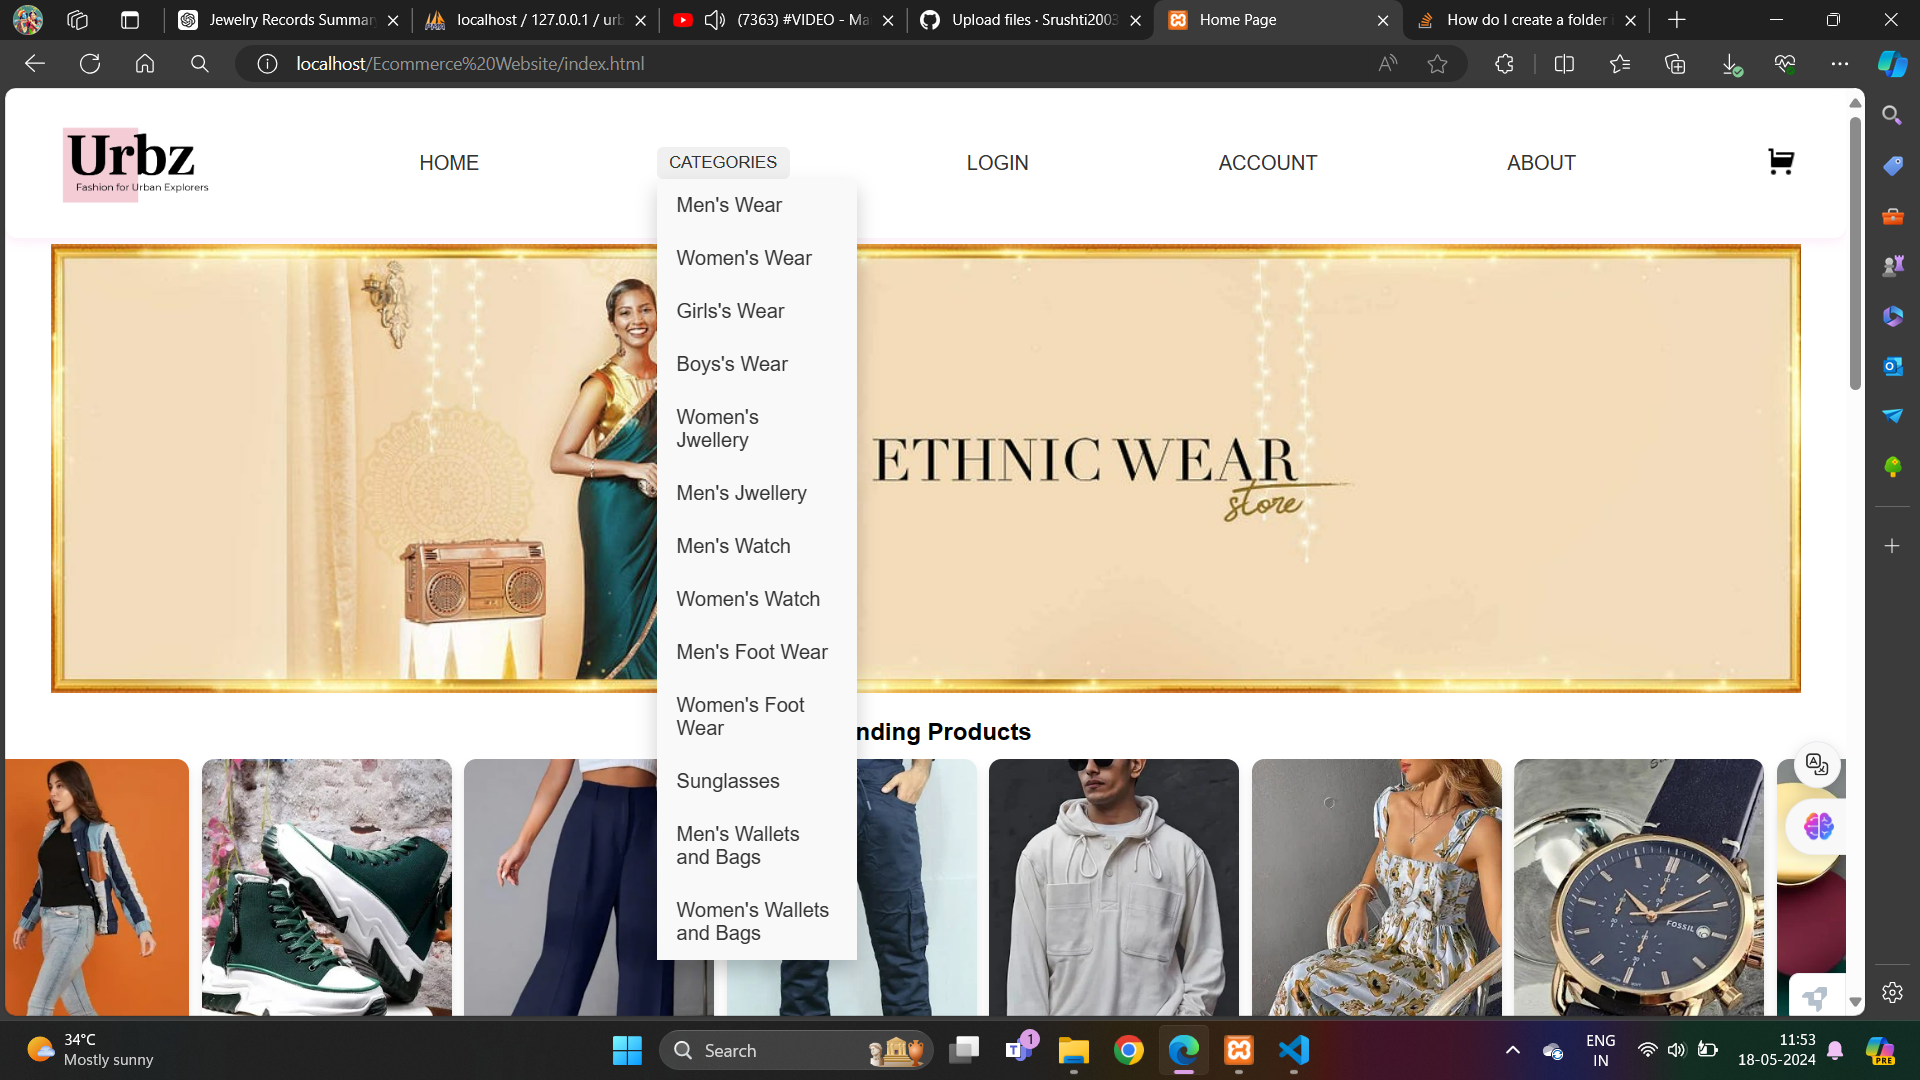 Jewelry Records Summar
localhost / 127.0.0.1 / urb
(7363) #VIDEO - Ma
Upload files · Srushti2003
Home Page
How do I create a folder i
localhost/Ecommerce%20Website/index.html
Urbz
Fashion for Urban Explorers
HOME
CATEGORIES
LOGIN
ACCOUNT
ABOUT
Men's Wear
Women's Wear
Girls's Wear
Boys's Wear
Women's
Jwellery
Men's Jwellery
Men's Watch
Women's Watch
Men's Foot Wear
Women's Foot
Wear
Sunglasses
Men's Wallets
and Bags
Women's Wallets
and Bags
ETHNIC WEAR
store
nding Products
FOSSIL
34°C
Mostly sunny
Search
1
ENG
IN
11:53
18-05-2024
PRE